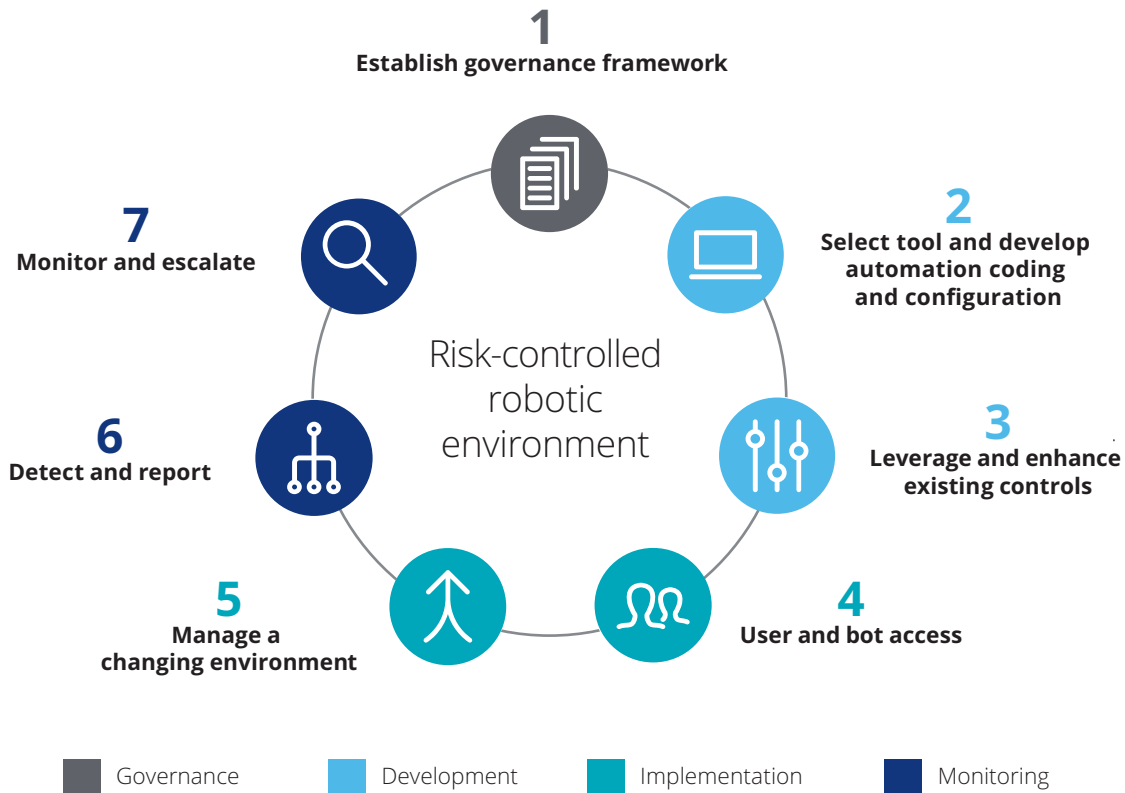 1
Establish governance framework
2
Select tool and develop
automation coding
and configuration
3
Leverage and enhance
existing controls
4
User and bot access
5
Manage a
changing environment
6
Detect and report
7
Monitor and escalate
Risk-controlled
robotic
environment
Governance
Development
Implementation
Monitoring